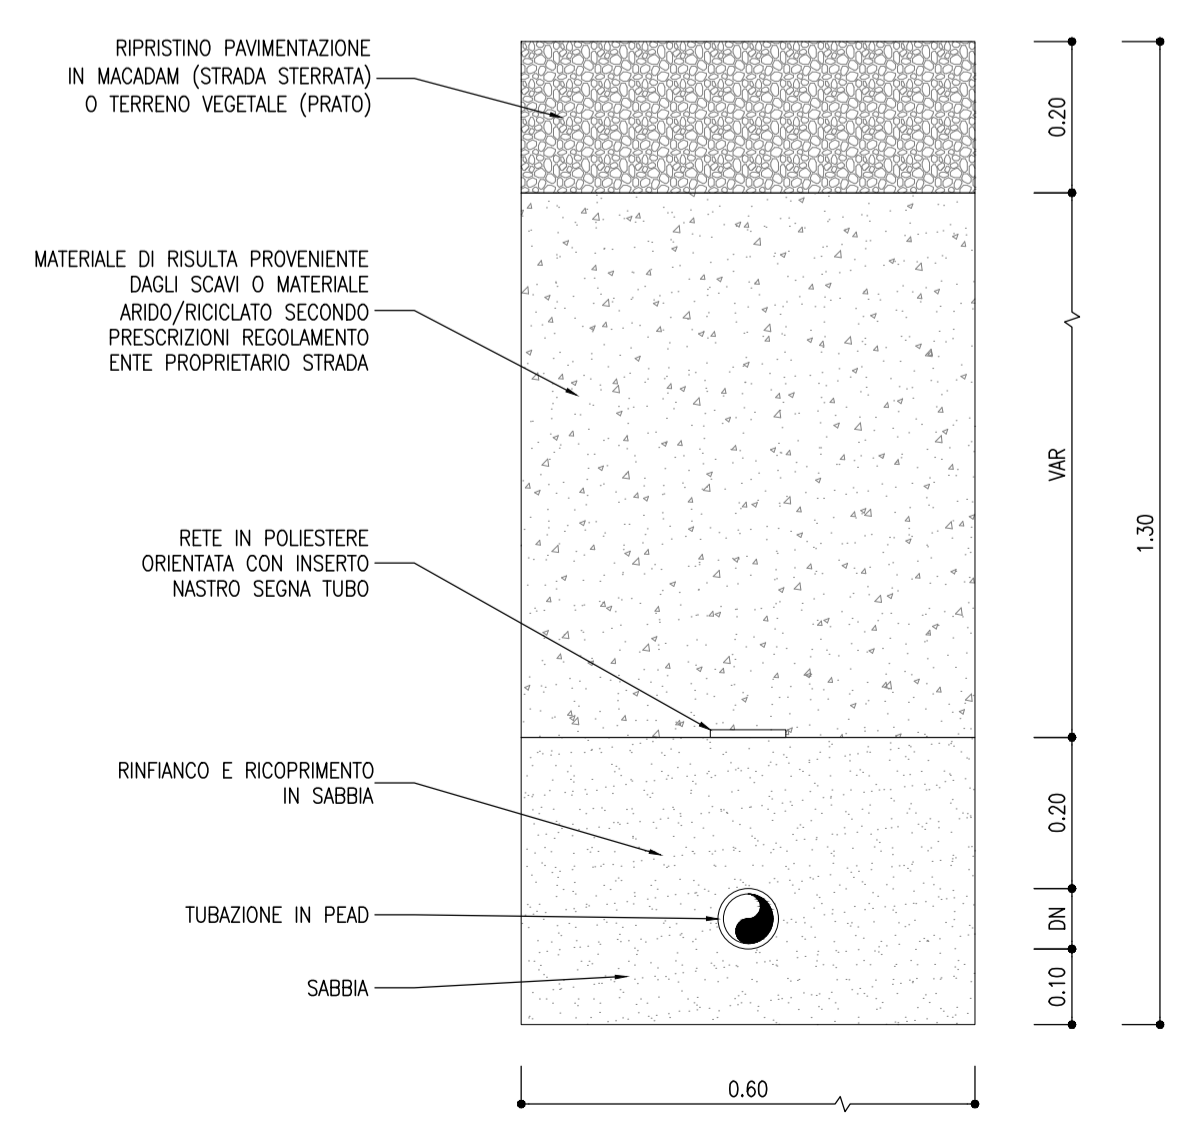 RIPRISTINO PAVIMENTAZIONE
IN MACADAM (STRADA STERRATA)
O TERRENO VEGETALE (PRATO)
0.20
MATERIALE DI RISULTA PROVENIENTE
DAGLI SCAVI O MATERIALE
ARIDO/RICICLATO SECONDO
PRESCRIZIONI REGOLAMENTO
ENTE PROPRIETARIO STRADA
VAR
1.30
RETE IN POLIESTERE
ORIENTATA CON INSERTO
NASTRO SEGNA TUBO
RINFIANCO E RICOPRIMENTO
IN SABBIA
0.20
TUBAZIONE IN PEAD
DN
SABBIA
0.10
0.60